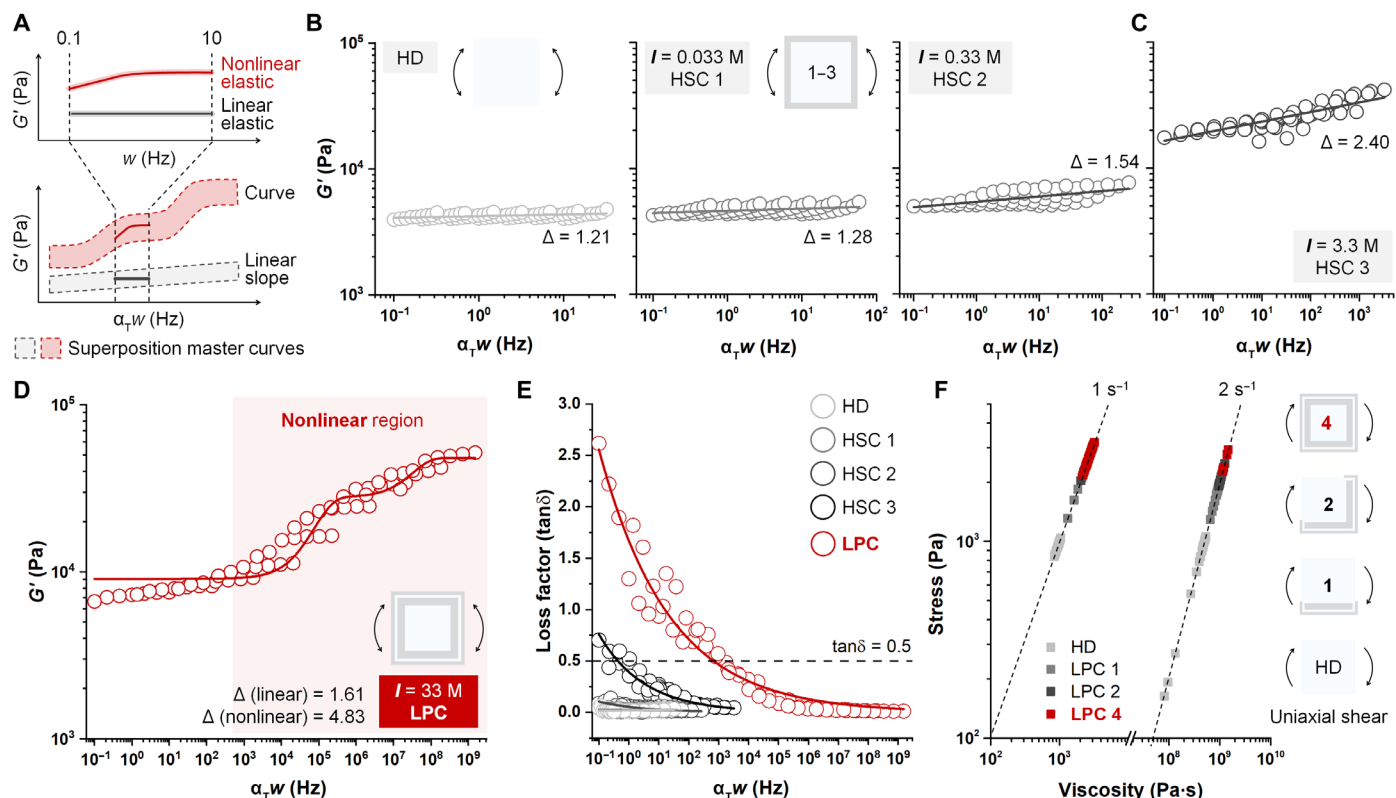 A
0.1
10
Nonlinear
elastic
Linear
elastic
G′ (Pa)
w (Hz)
Curve
Linear
slope
G′ (Pa)
αTw (Hz)
Superposition master curves
B
HD
I = 0.033 M
HSC 1
1–3
I = 0.33 M
HSC 2
10⁵
10⁴
10³
G′ (Pa)
Δ = 1.21
Δ = 1.28
Δ = 1.54
10⁻¹ 10⁰ 10¹
10⁻¹ 10⁰ 10¹ 10²
10⁻¹ 10⁰ 10¹ 10²
αTw (Hz)
αTw (Hz)
αTw (Hz)
C
Δ = 2.40
I = 3.3 M
HSC 3
10⁻¹ 10⁰ 10¹ 10² 10³
αTw (Hz)
D
10⁵
10⁴
10³
G′ (Pa)
Nonlinear region
Δ (linear) = 1.61
Δ (nonlinear) = 4.83
I = 33 M
LPC
10⁻¹ 10⁰ 10¹ 10² 10³ 10⁴ 10⁵ 10⁶ 10⁷ 10⁸ 10⁹
αTw (Hz)
E
3.0
2.5
2.0
1.5
1.0
0.5
0.0
Loss factor (tanδ)
HD
HSC 1
HSC 2
HSC 3
LPC
tanδ = 0.5
10⁻¹ 10⁰ 10¹ 10² 10³ 10⁴ 10⁵ 10⁶ 10⁷ 10⁸ 10⁹
αTw (Hz)
F
1 s⁻¹
2 s⁻¹
10³
10²
Stress (Pa)
HD
LPC 1
LPC 2
LPC 4
10² 10³ 10⁸ 10⁹ 10¹⁰
Viscosity (Pa·s)
4
2
1
HD
Uniaxial shear